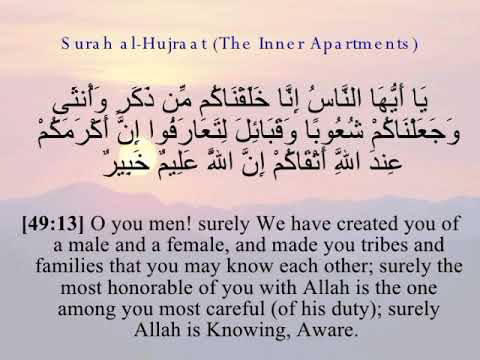 Surah al-Hujraat (The Inner Apartments)
يَا أَيُّهَا النَّاسُ إِنَّا خَلَقْنَاكُم مِّن ذَكَرٍ وَأُنثَى
وَجَعَلْنَاكُمْ شُعُوبًا وَقَبَائِلَ لِتَعَارَفُوا إِنَّ أَكْرَمَكُمْ
عِندَ اللَّهِ أَتْقَاكُمْ إِنَّ اللَّهَ عَلِيمٌ خَبِيرٌ
[49:13] O you men! surely We have created you of
a male and a female, and made you tribes and
families that you may know each other; surely the
most honorable of you with Allah is the one
among you most careful (of his duty); surely
Allah is Knowing, Aware.